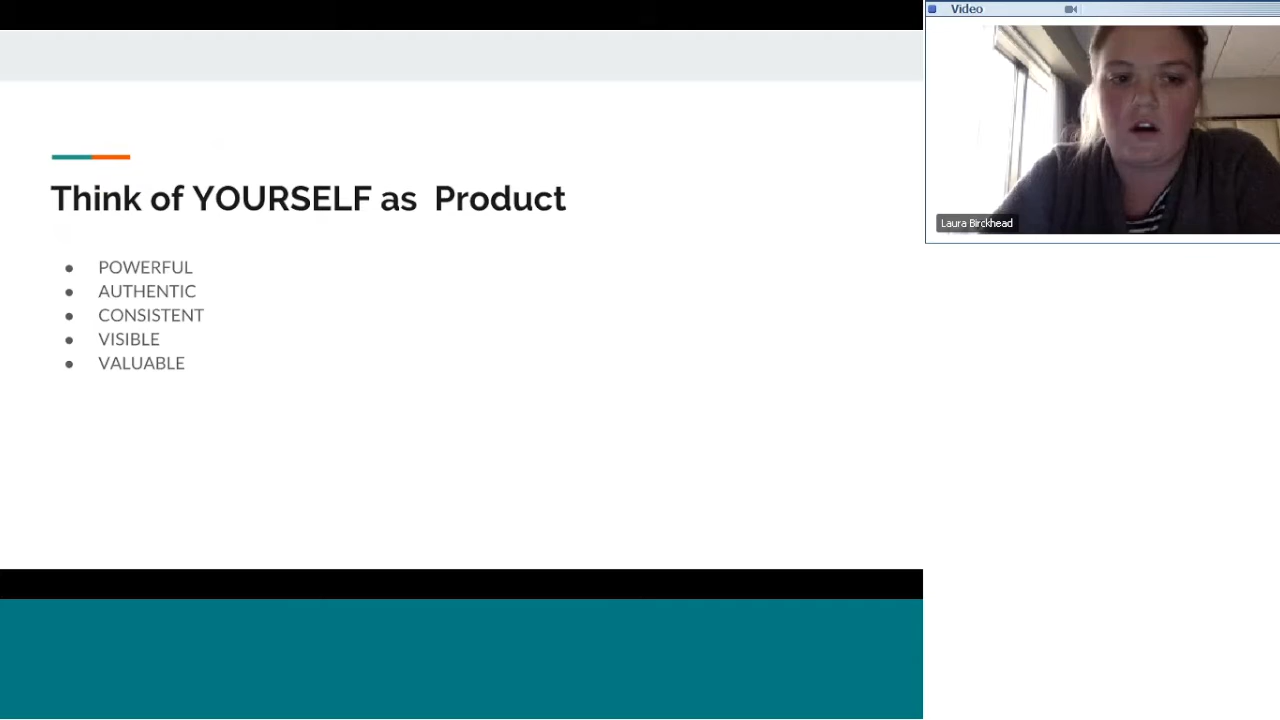 Video
Laura Birckhead
Think of YOURSELF as  Product
● POWERFUL
● AUTHENTIC
● CONSISTENT
● VISIBLE
● VALUABLE